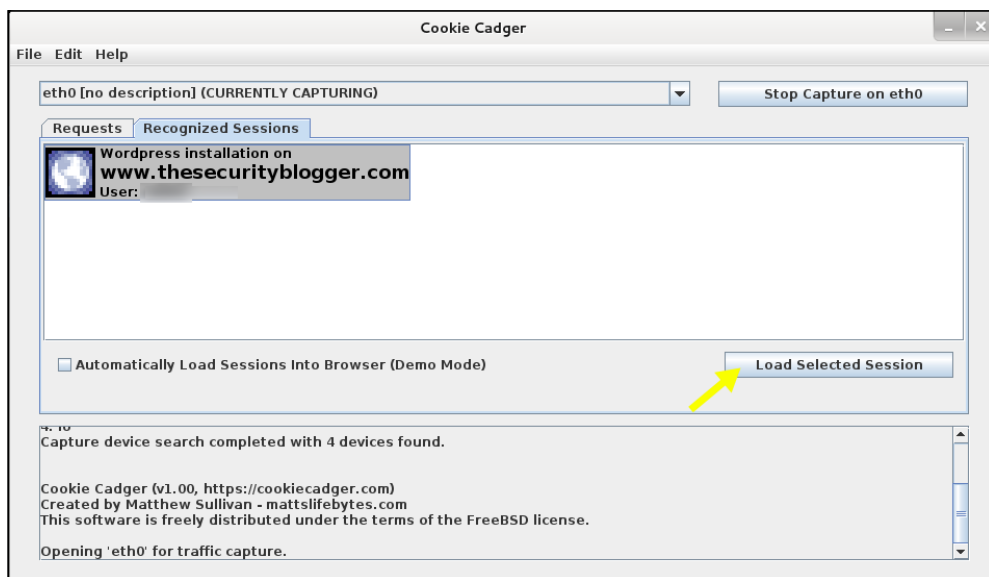 Cookie Cadger
File Edit Help
eth0 [no description] (CURRENTLY CAPTURING)
Stop Capture on eth0
Requests
Recognized Sessions
Wordpress installation on
www.thesecurityblogger.com
User:
Automatically Load Sessions Into Browser (Demo Mode)
Load Selected Session
Capture device search completed with 4 devices found.
Cookie Cadger (v1.00, https://cookiecadger.com)
Created by Matthew Sullivan - mattslifebytes.com
This software is freely distributed under the terms of the FreeBSD license.
Opening 'eth0' for traffic capture.